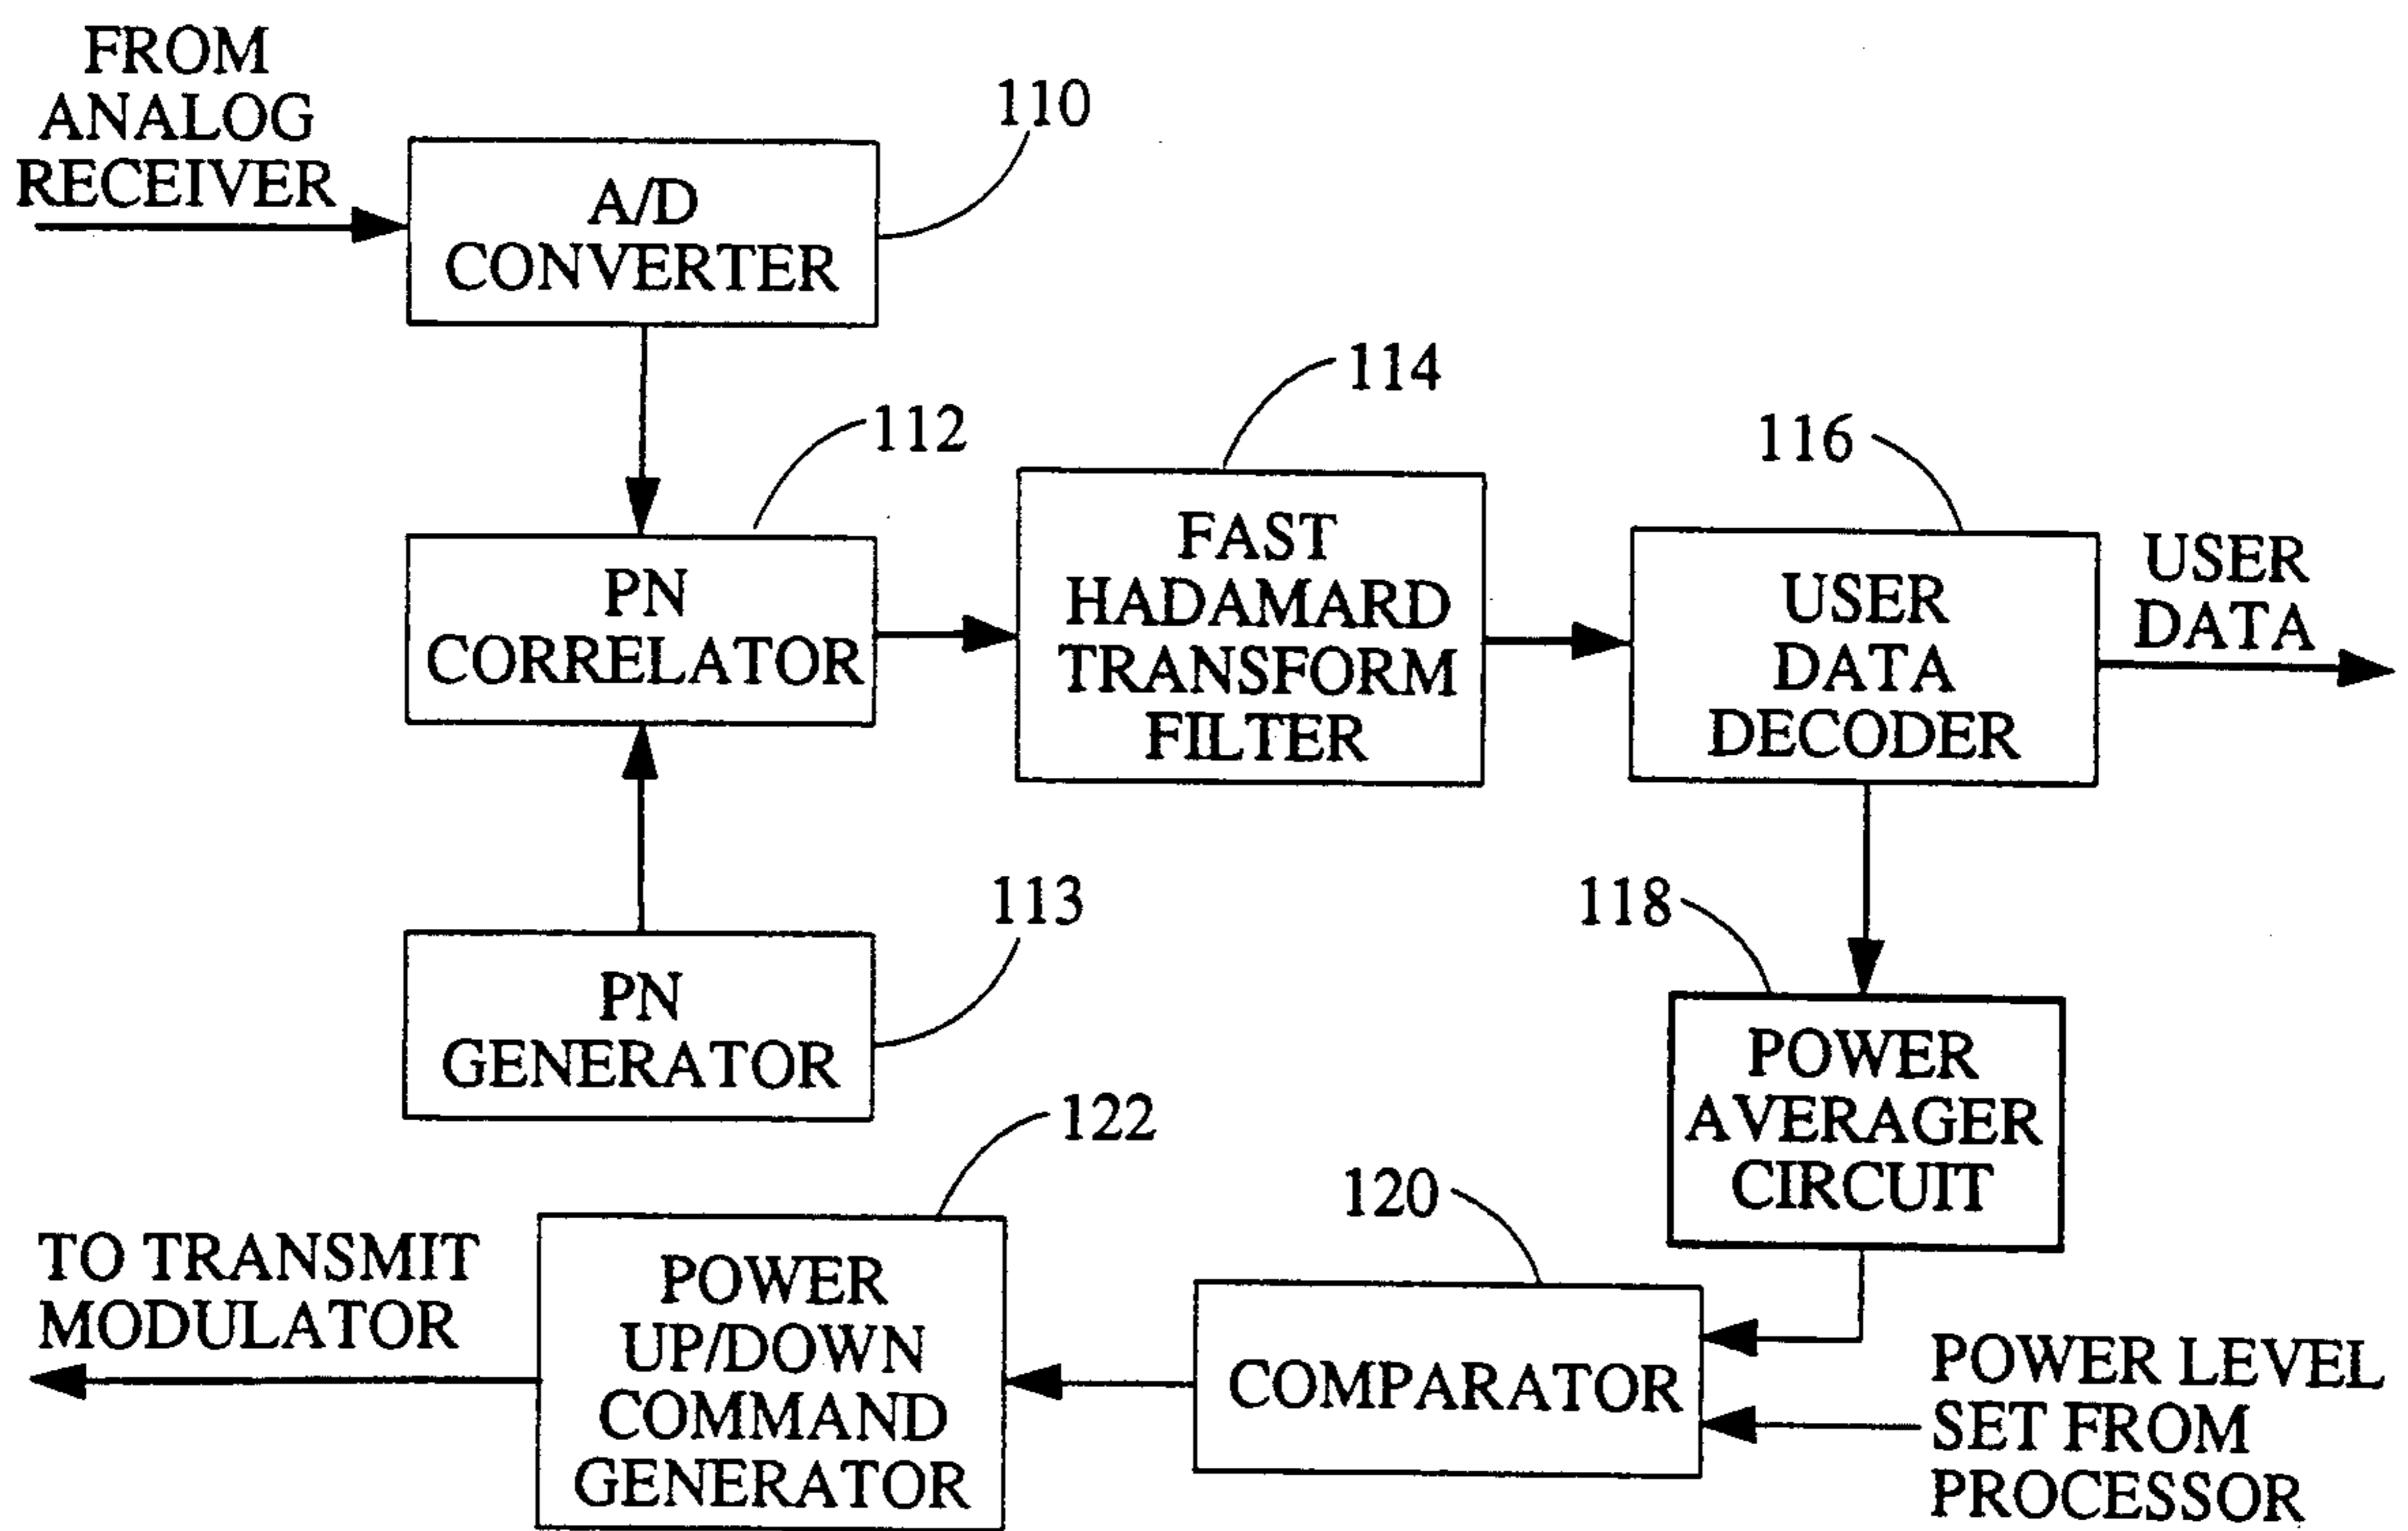 FROM
ANALOG
RECEIVER
110
A/D
CONVERTER
112
114
116
PN
CORRELATOR
FAST
HADAMARD
TRANSFORM
FILTER
USER
DATA
DECODER
USER
DATA
113
PN
GENERATOR
118
POWER
AVERAGER
CIRCUIT
122
120
TO TRANSMIT
MODULATOR
POWER
UP/DOWN
COMMAND
GENERATOR
COMPARATOR
POWER LEVEL
SET FROM
PROCESSOR